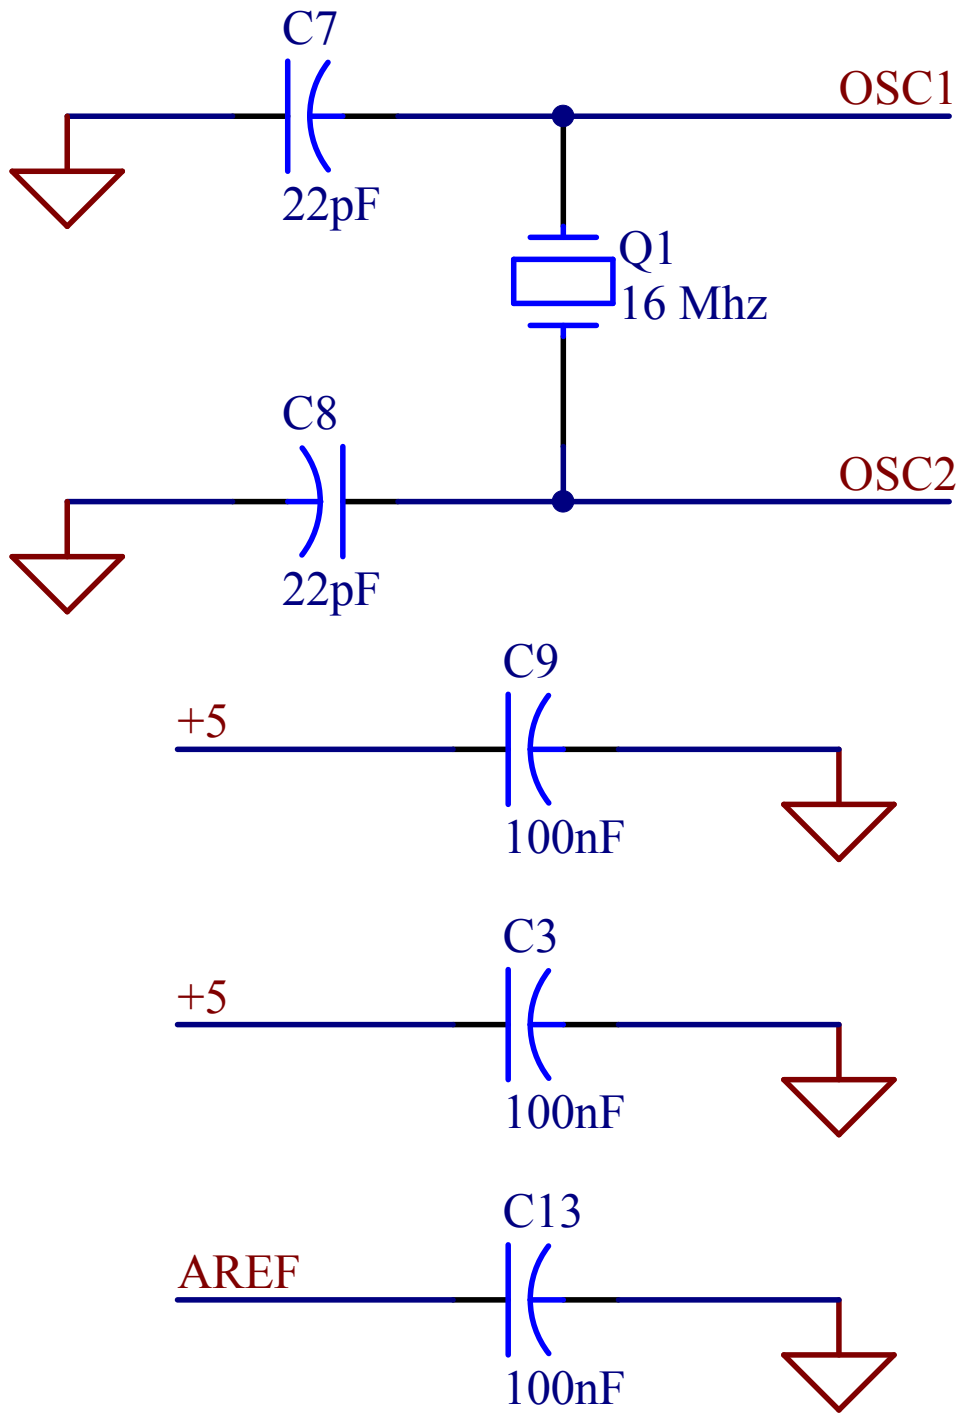 C7
OSC1
22pF
Q1
16 Mhz
C8
OSC2
22pF
C9
+5
100nF
C3
+5
100nF
C13
AREF
100nF